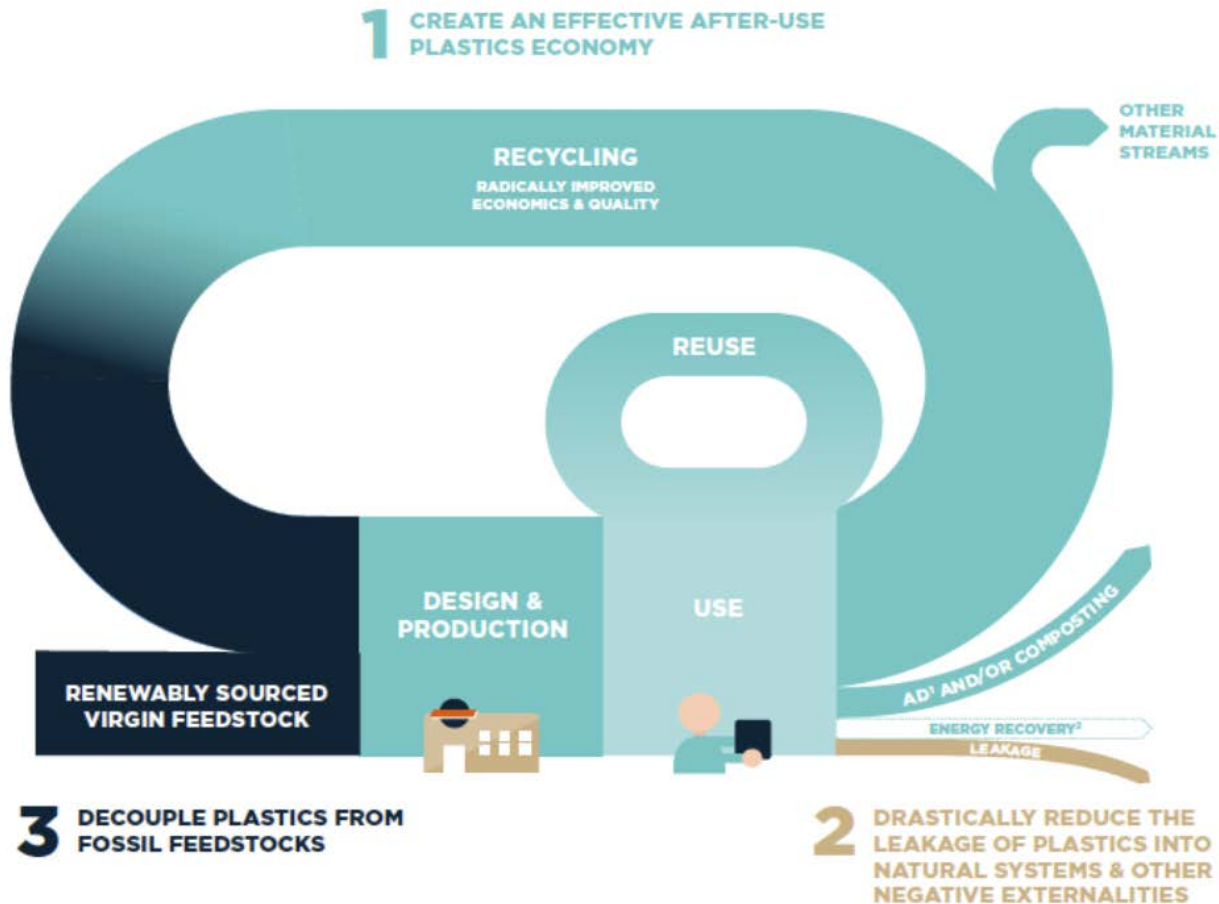 1 CREATE AN EFFECTIVE AFTER-USE
PLASTICS ECONOMY
OTHER
MATERIAL
STREAMS
RECYCLING
RADICALLY IMPROVED
ECONOMICS & QUALITY
REUSE
DESIGN &
PRODUCTION
USE
RENEWABLY SOURCED
VIRGIN FEEDSTOCK
AD¹ AND/OR COMPOSTING
ENERGY RECOVERY²
LEAKAGE
3 DECOUPLE PLASTICS FROM
FOSSIL FEEDSTOCKS
2 DRASTICALLY REDUCE THE
LEAKAGE OF PLASTICS INTO
NATURAL SYSTEMS & OTHER
NEGATIVE EXTERNALITIES